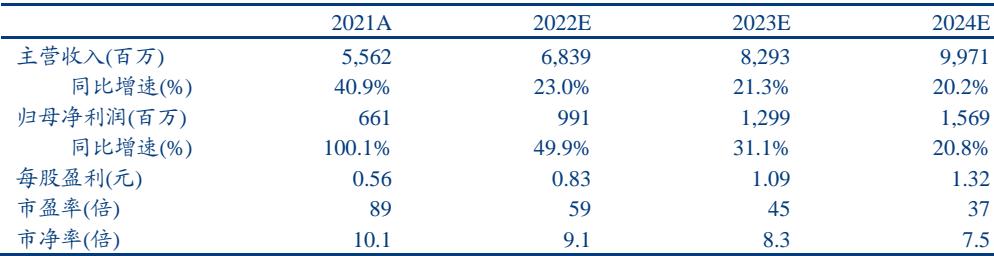 2021A 2022E 2023E 2024E
主营收入(百万) 5,562 6,839 8,293 9,971
同比增速(%) 40.9% 23.0% 21.3% 20.2%
归母净利润(百万) 661 991 1,299 1,569
同比增速(%) 100.1% 49.9% 31.1% 20.8%
每股盈利(元) 0.56 0.83 1.09 1.32
市盈率(倍) 89 59 45 37
市净率(倍) 10.1 9.1 8.3 7.5